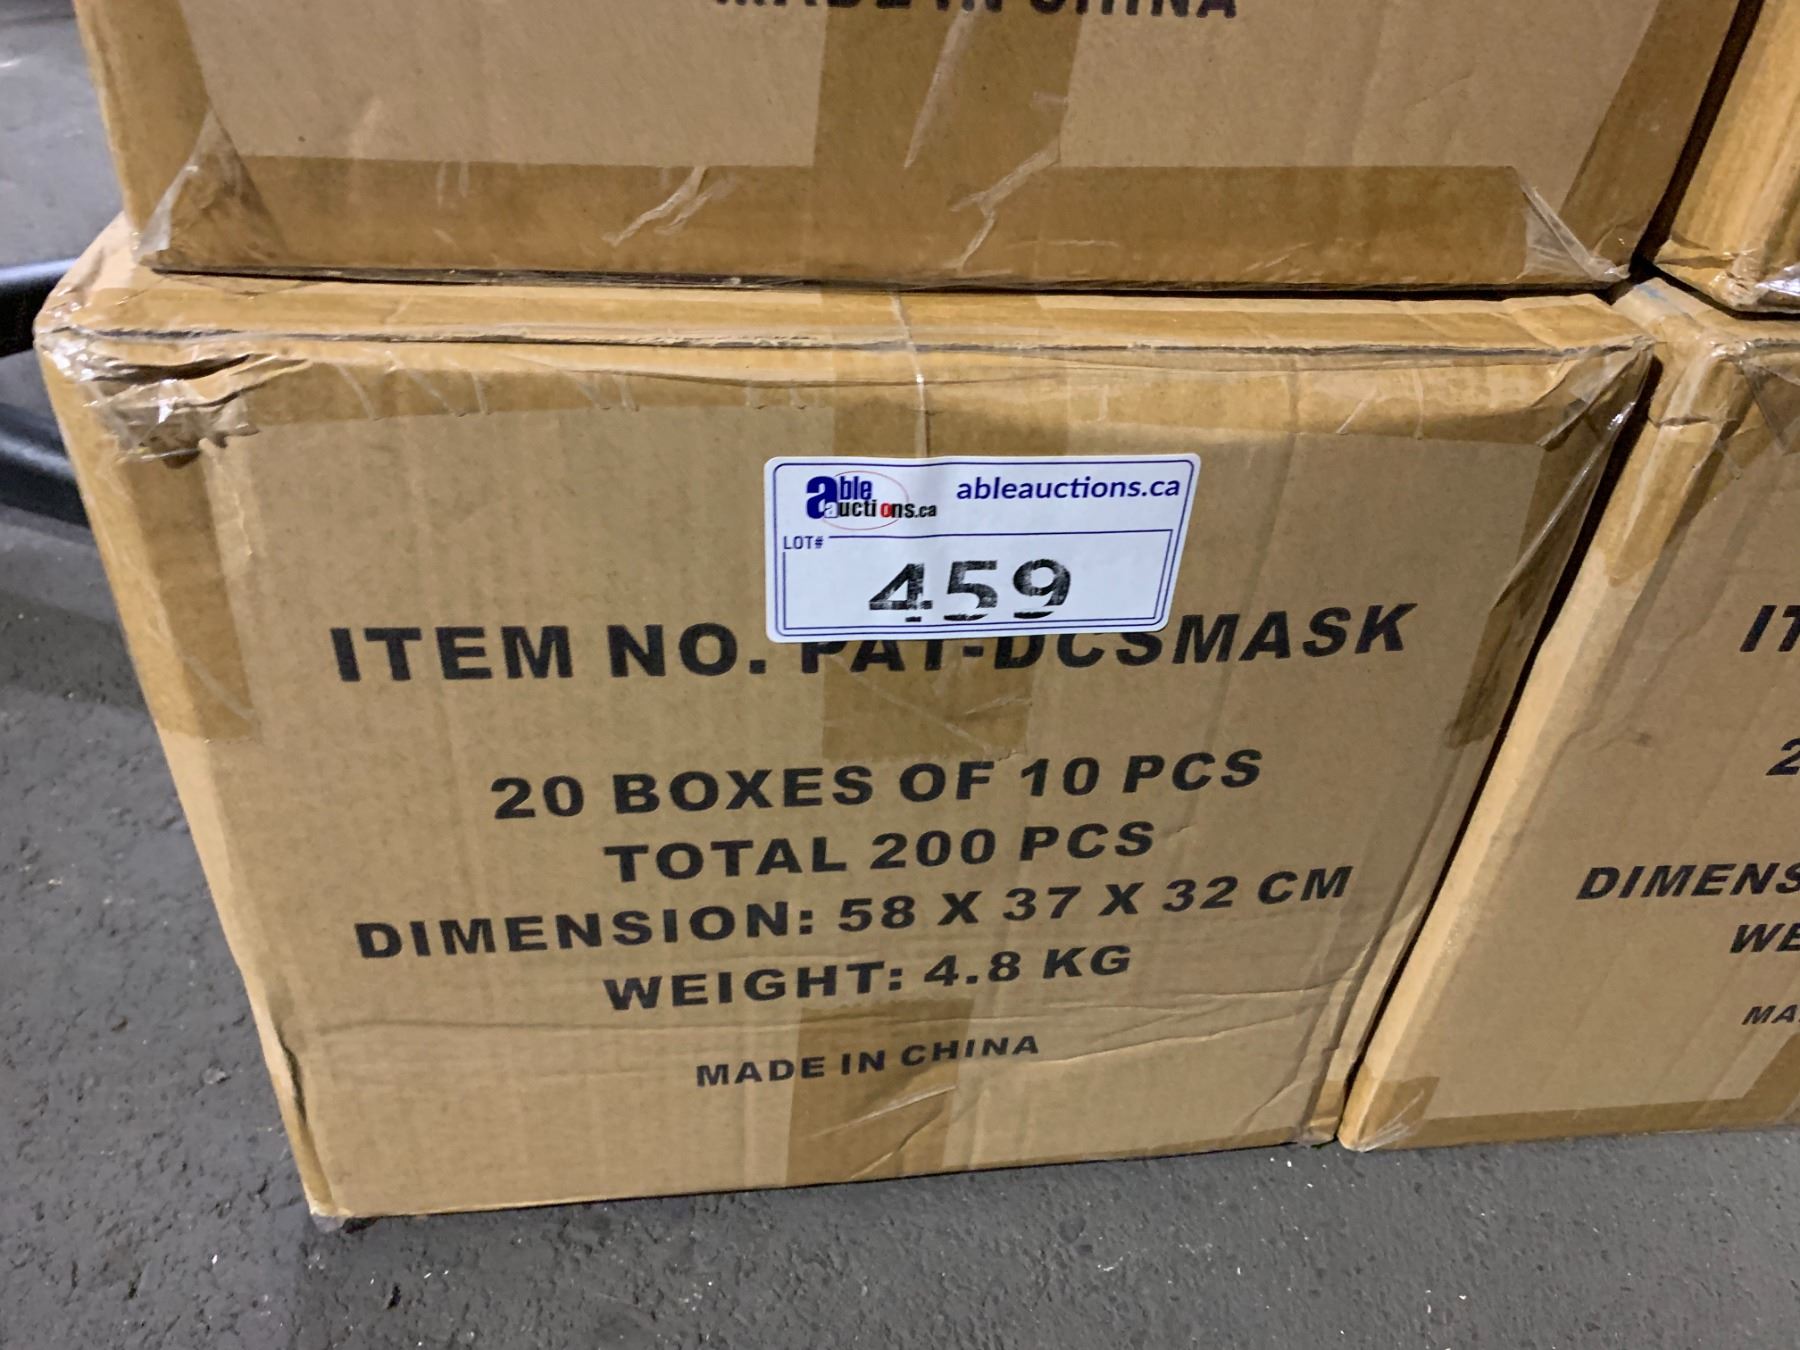 MADE IN CHINA
able auctions.ca
ableauctions.ca
LOT#
459
ITEM NO. PAT-DCSMASK
20 BOXES OF 10 PCS
TOTAL 200 PCS
DIMENSION: 58 X 37 X 32 CM
WEIGHT: 4.8 KG
MADE IN CHINA
IT
2
DIMENS
WE
MA